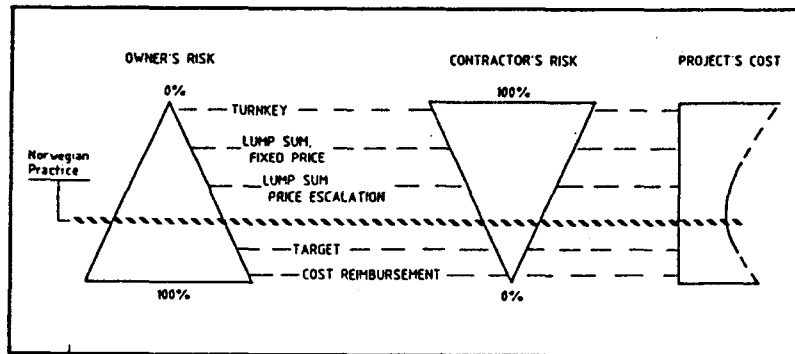 OWNER'S RISK
CONTRACTOR'S RISK
PROJECT'S COST
0%
100%
TURNKEY
LUMP SUM,
FIXED PRICE
Norwegian
Practice
LUMP SUM
PRICE ESCALATION
TARGET
COST REIMBURSEMENT
100%
0%